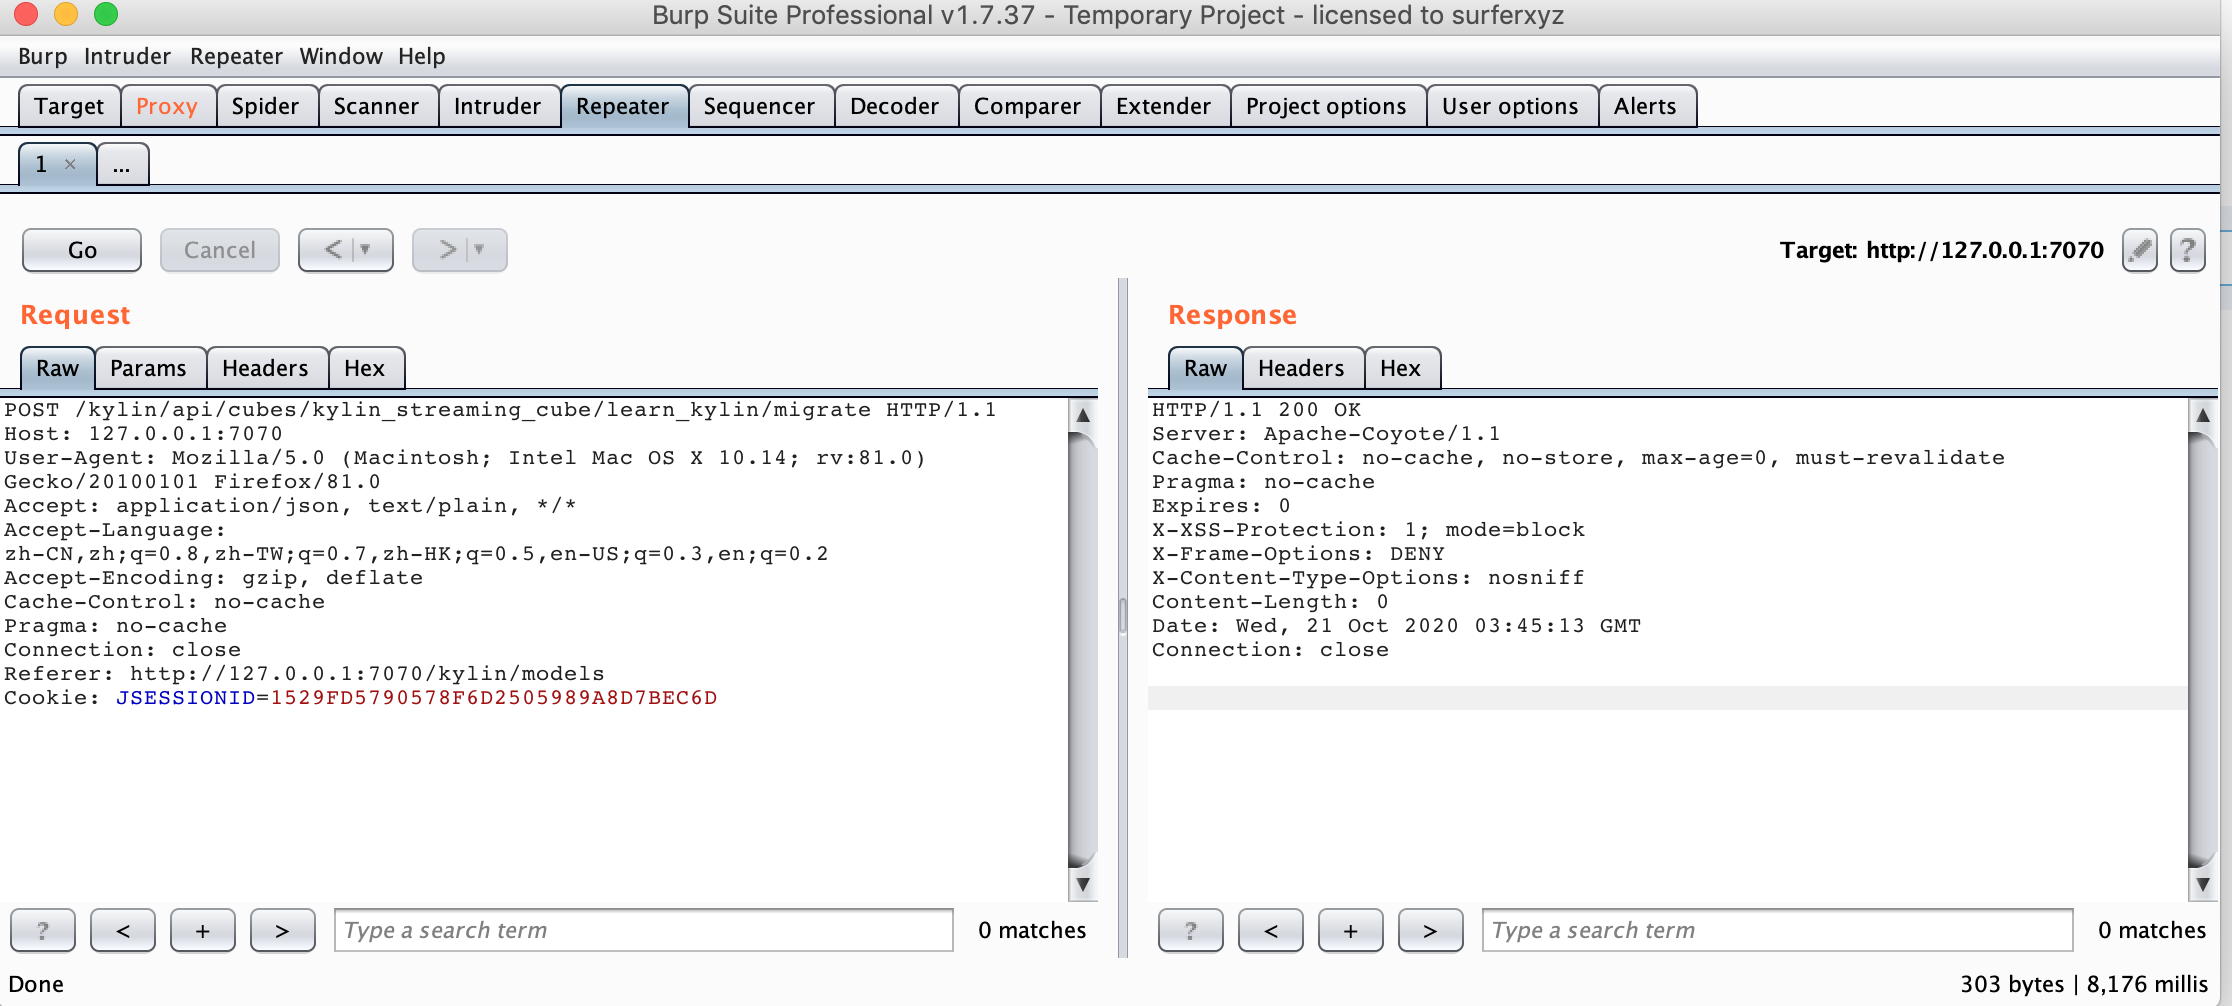 Burp Suite Professional v1.7.37 - Temporary Project - licensed to surferxyz
Burp Intruder Repeater Window Help
Target Proxy Spider Scanner Intruder Repeater Sequencer Decoder Comparer Extender Project options User options Alerts
1 × ...
Go Cancel < > Target: http://127.0.0.1:7070 ?
Request
Raw Params Headers Hex
POST /kylin/api/cubes/kylin_streaming_cube/learn_kylin/migrate HTTP/1.1
Host: 127.0.0.1:7070
User-Agent: Mozilla/5.0 (Macintosh; Intel Mac OS X 10.14; rv:81.0)
Gecko/20100101 Firefox/81.0
Accept: application/json, text/plain, */*
Accept-Language:
zh-CN,zh;q=0.8,zh-TW;q=0.7,zh-HK;q=0.5,en-US;q=0.3,en;q=0.2
Accept-Encoding: gzip, deflate
Cache-Control: no-cache
Pragma: no-cache
Connection: close
Referer: http://127.0.0.1:7070/kylin/models
Cookie: JSESSIONID=1529FD5790578F6D2505989A8D7BEC6D
? < + > Type a search term 0 matches
Response
Raw Headers Hex
HTTP/1.1 200 OK
Server: Apache-Coyote/1.1
Cache-Control: no-cache, no-store, max-age=0, must-revalidate
Pragma: no-cache
Expires: 0
X-XSS-Protection: 1; mode=block
X-Frame-Options: DENY
X-Content-Type-Options: nosniff
Content-Length: 0
Date: Wed, 21 Oct 2020 03:45:13 GMT
Connection: close
? < + > Type a search term 0 matches
Done 303 bytes | 8,176 millis